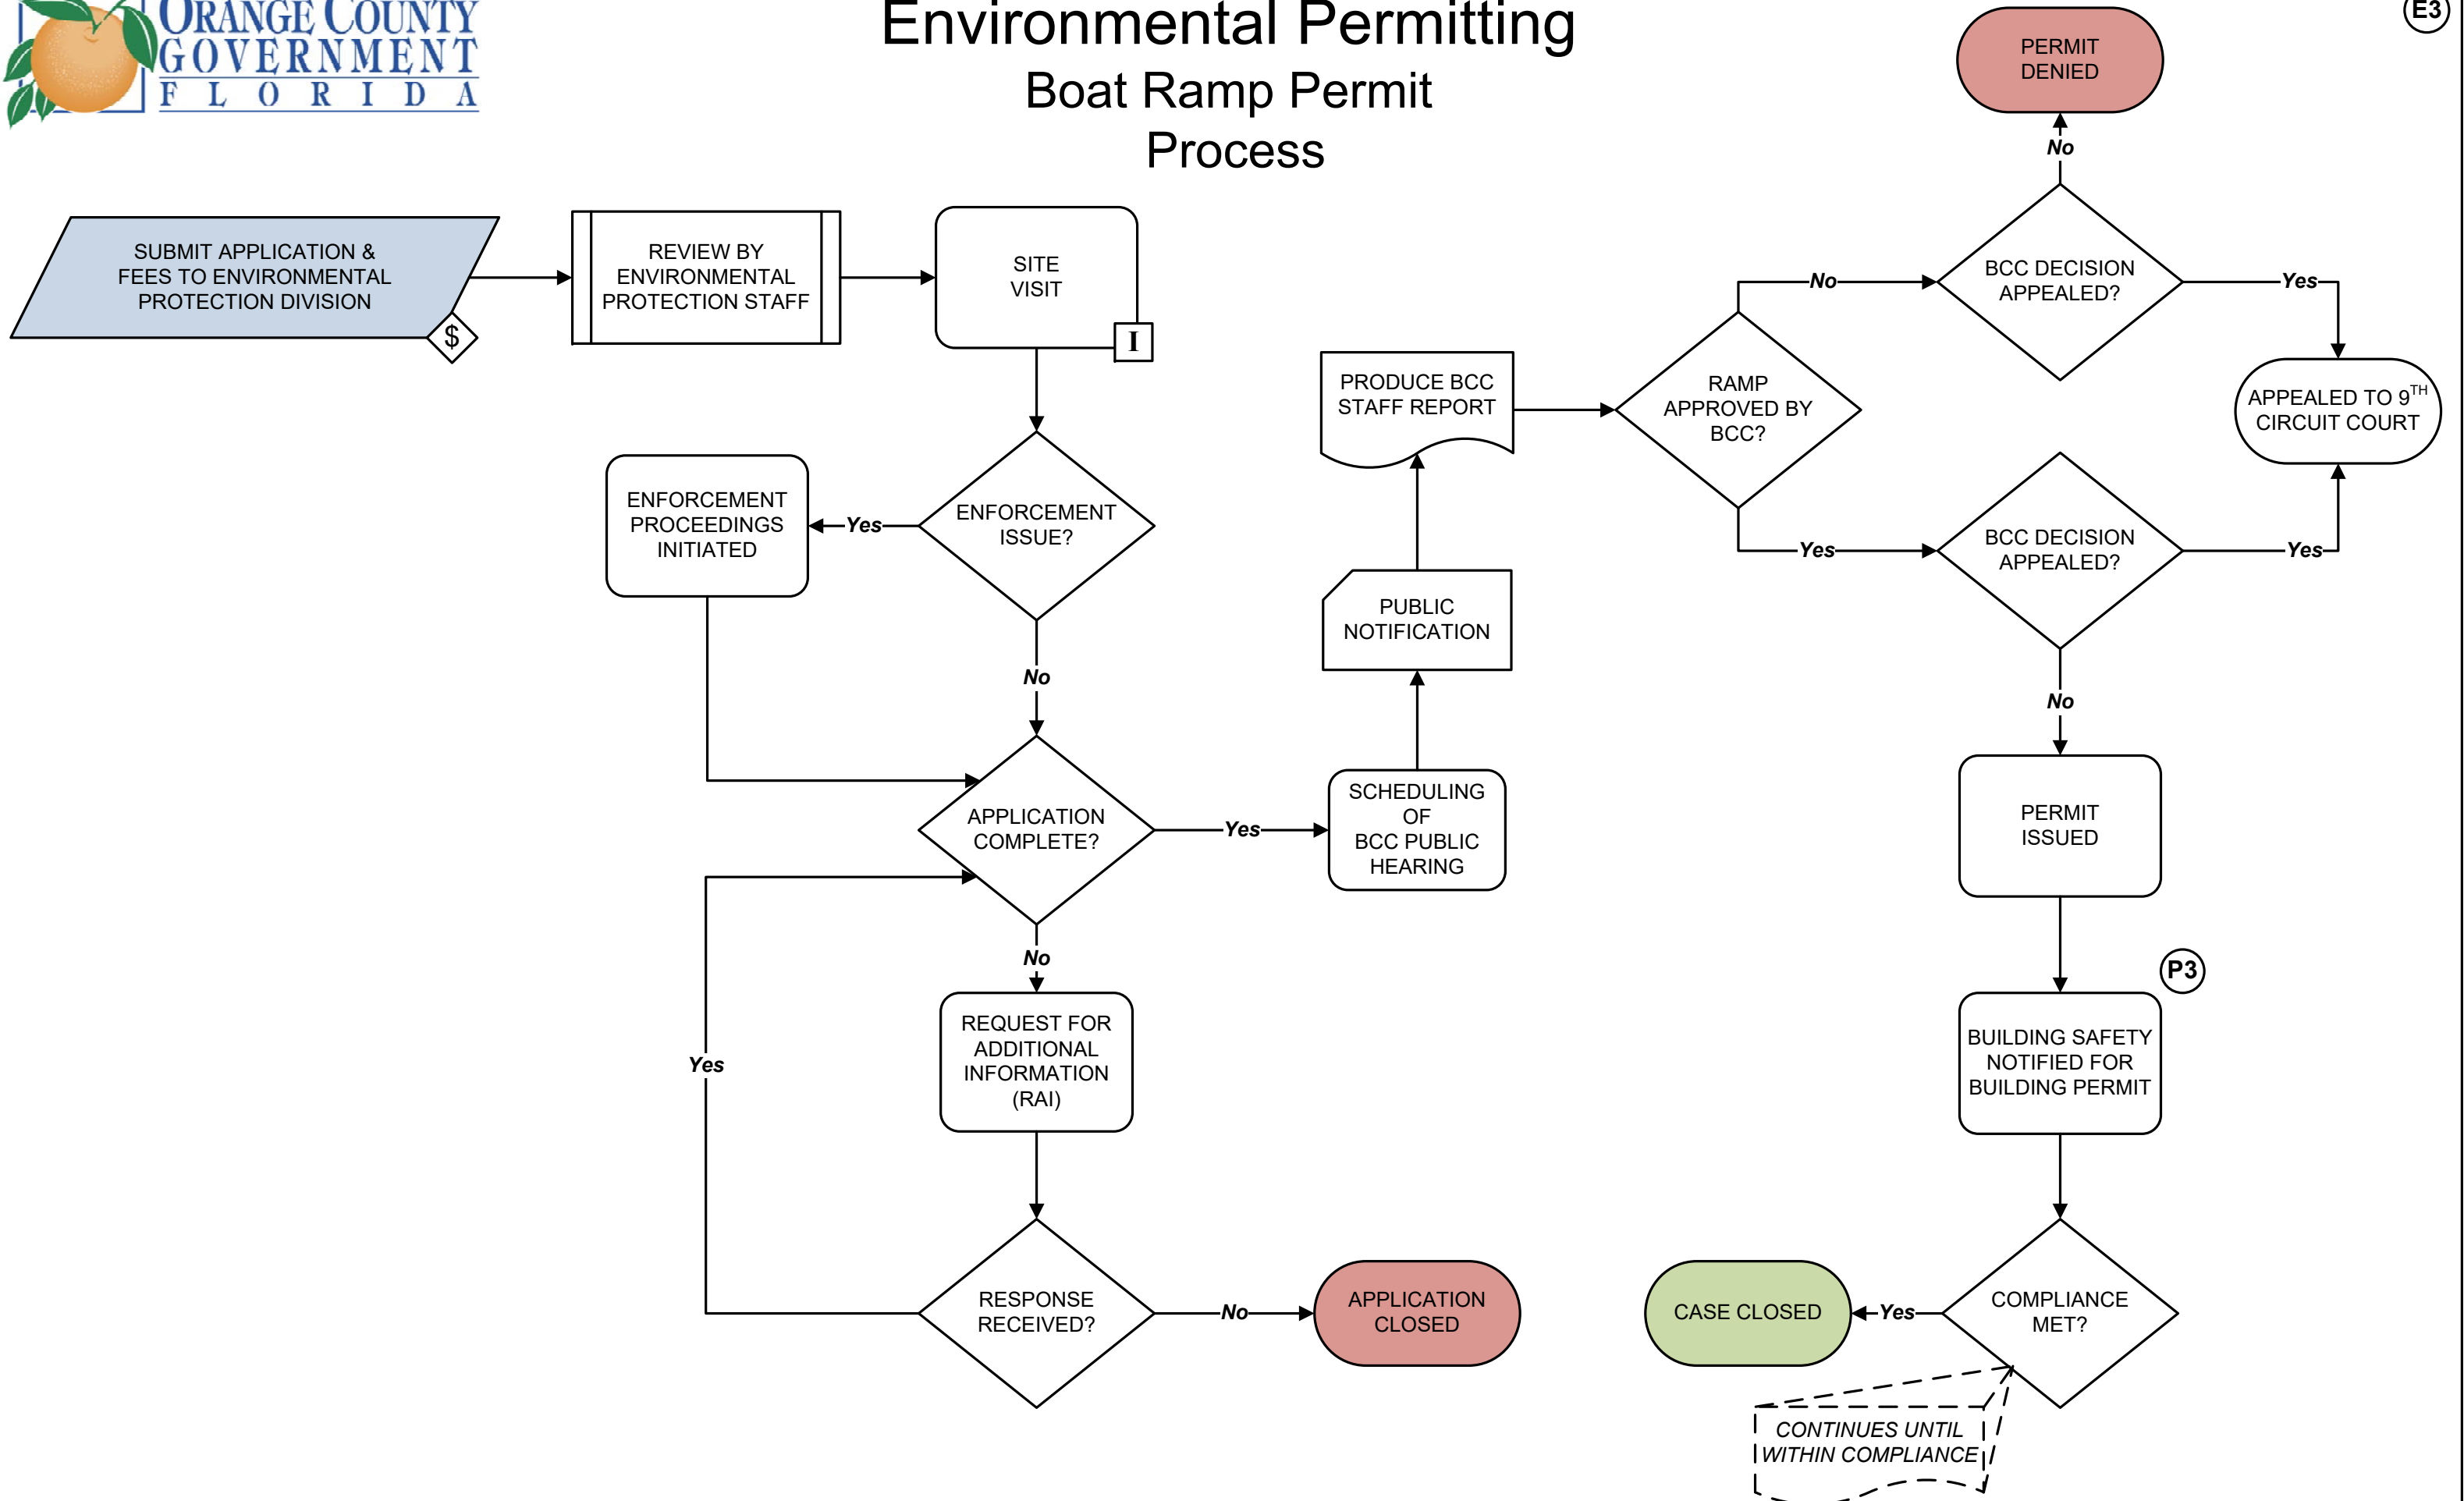 ORANGE COUNTY
GOVERNMENT
FLORIDA
Environmental Permitting
Boat Ramp Permit
Process
E3
SUBMIT APPLICATION &
FEES TO ENVIRONMENTAL
PROTECTION DIVISION
$
REVIEW BY
ENVIRONMENTAL
PROTECTION STAFF
SITE
VISIT
I
ENFORCEMENT
ISSUE?
Yes
ENFORCEMENT
PROCEEDINGS
INITIATED
No
APPLICATION
COMPLETE?
Yes
SCHEDULING
OF
BCC PUBLIC
HEARING
PUBLIC
NOTIFICATION
PRODUCE BCC
STAFF REPORT
No
REQUEST FOR
ADDITIONAL
INFORMATION
(RAI)
RESPONSE
RECEIVED?
Yes
No
APPLICATION
CLOSED
RAMP
APPROVED BY
BCC?
No
BCC DECISION
APPEALED?
No
PERMIT
DENIED
Yes
APPEALED TO 9TH
CIRCUIT COURT
Yes
BCC DECISION
APPEALED?
Yes
No
PERMIT
ISSUED
P3
BUILDING SAFETY
NOTIFIED FOR
BUILDING PERMIT
COMPLIANCE
MET?
Yes
CASE CLOSED
CONTINUES UNTIL
WITHIN COMPLIANCE